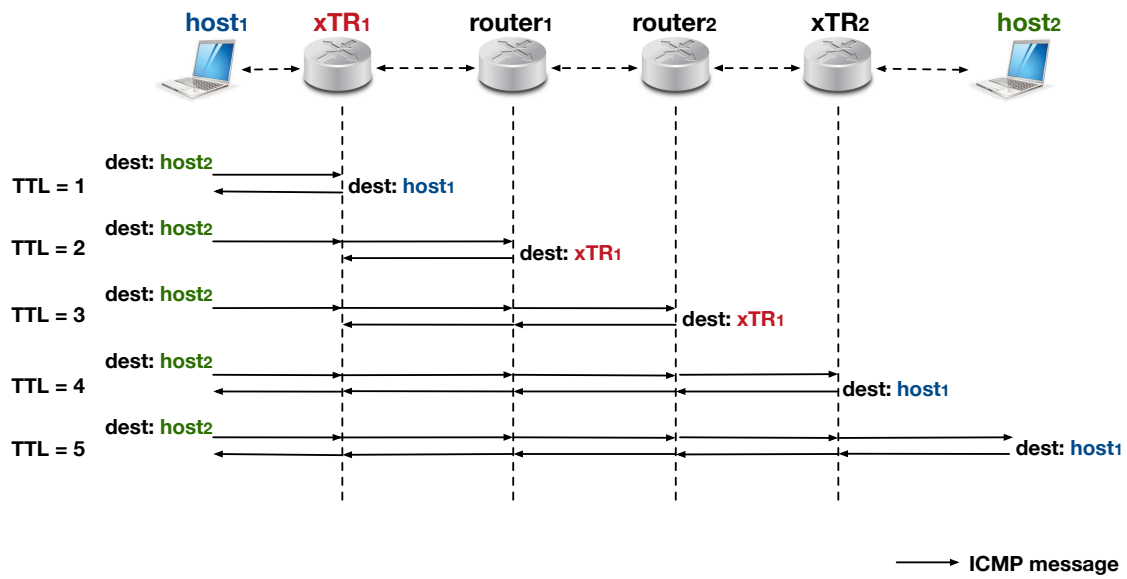 host1 xTR1 router1 router2 xTR2 host2
dest: host2
TTL = 1
dest: host1
dest: host2
TTL = 2
dest: xTR1
dest: host2
TTL = 3
dest: xTR1
dest: host2
TTL = 4
dest: host1
dest: host2
TTL = 5
dest: host1
ICMP message